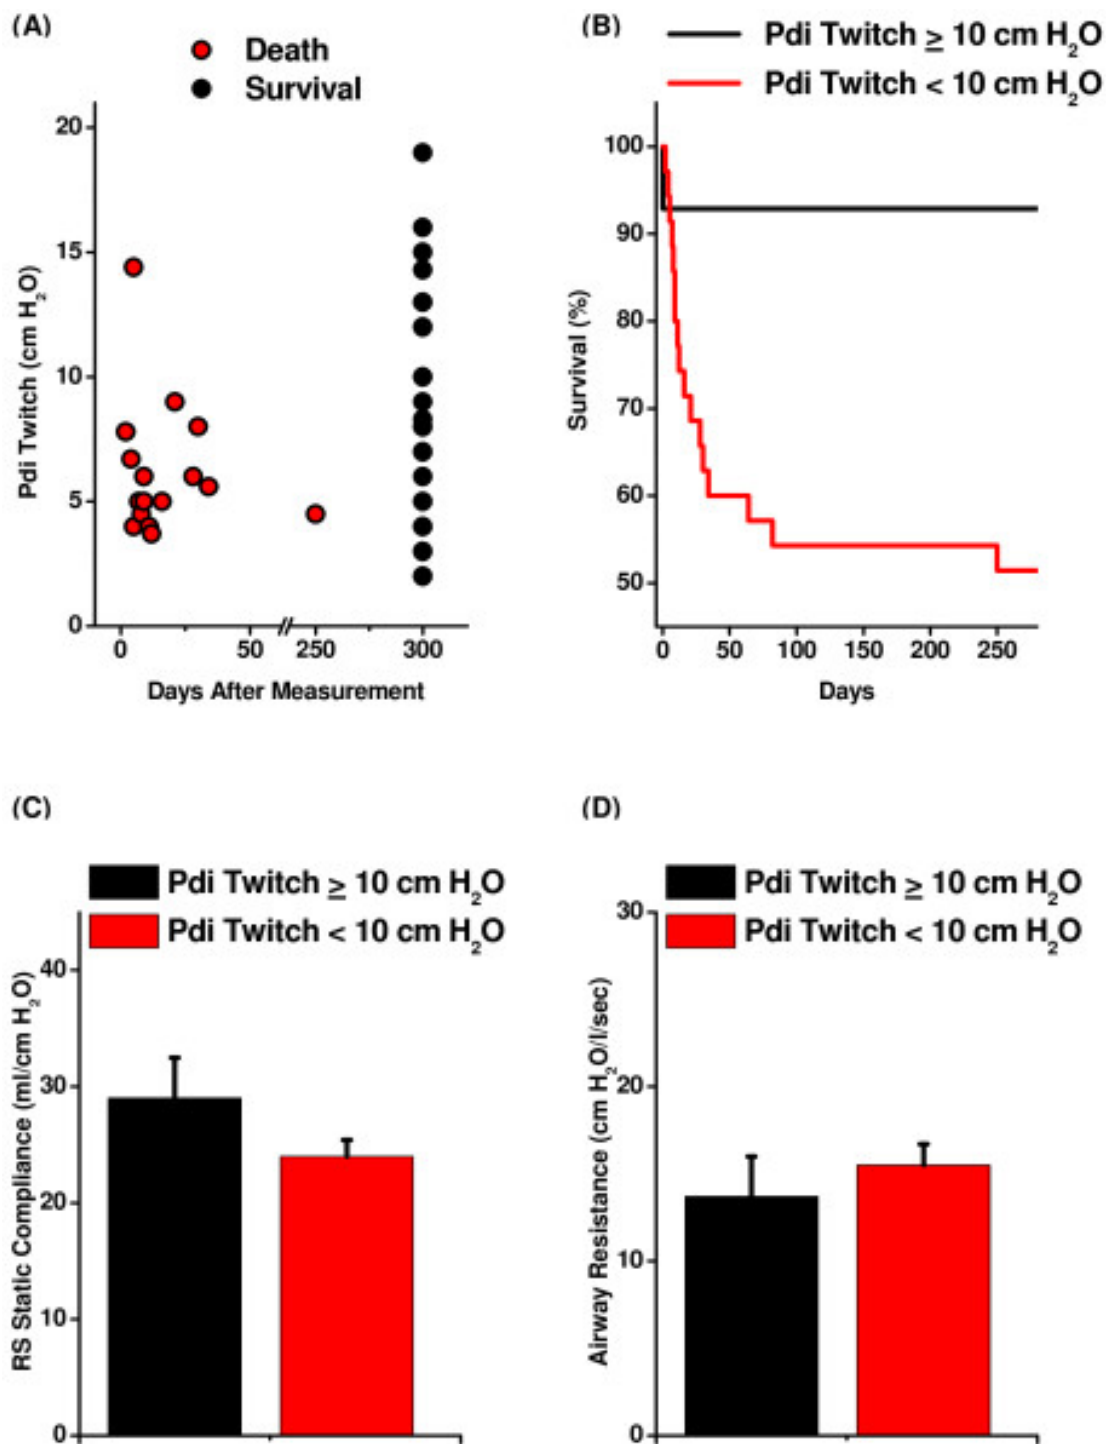 (A)
Death
Survival
20
15
10
5
0
Pdi Twitch (cm H₂O)
0 50 250 300
Days After Measurement
(B)
Pdi Twitch ≥ 10 cm H₂O
Pdi Twitch < 10 cm H₂O
100
90
80
70
60
50
Survival (%)
0 50 100 150 200 250
Days
(C)
Pdi Twitch ≥ 10 cm H₂O
Pdi Twitch < 10 cm H₂O
40
30
20
10
0
RS Static Compliance (ml/cm H₂O)
(D)
Pdi Twitch ≥ 10 cm H₂O
Pdi Twitch < 10 cm H₂O
30
20
10
0
Airway Resistance (cm H₂O/l/sec)